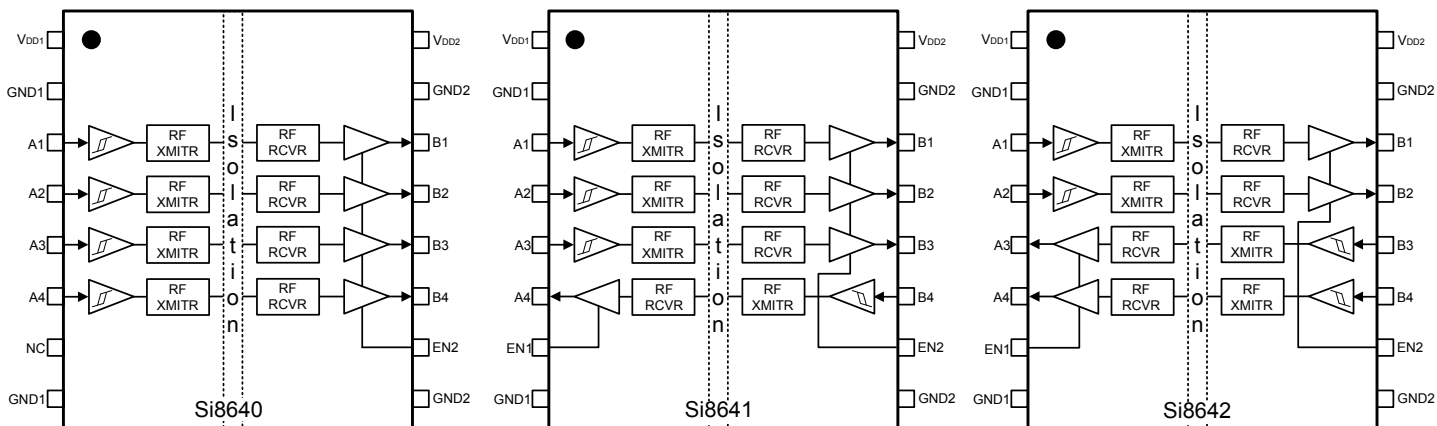 VDD1
GND1
A1
A2
A3
A4
NC
GND1
RF
XMITR
RF
XMITR
RF
XMITR
RF
XMITR
Isolation
RF
RCVR
RF
RCVR
RF
RCVR
RF
RCVR
VDD2
GND2
B1
B2
B3
B4
EN2
GND2
Si8640
VDD1
GND1
A1
A2
A3
A4
EN1
GND1
RF
XMITR
RF
XMITR
RF
XMITR
RF
RCVR
Isolation
RF
RCVR
RF
RCVR
RF
RCVR
RF
XMITR
VDD2
GND2
B1
B2
B3
B4
EN2
GND2
Si8641
VDD1
GND1
A1
A2
A3
A4
EN1
GND1
RF
XMITR
RF
XMITR
RF
RCVR
RF
RCVR
Isolation
RF
RCVR
RF
RCVR
RF
XMITR
RF
XMITR
VDD2
GND2
B1
B2
B3
B4
EN2
GND2
Si8642